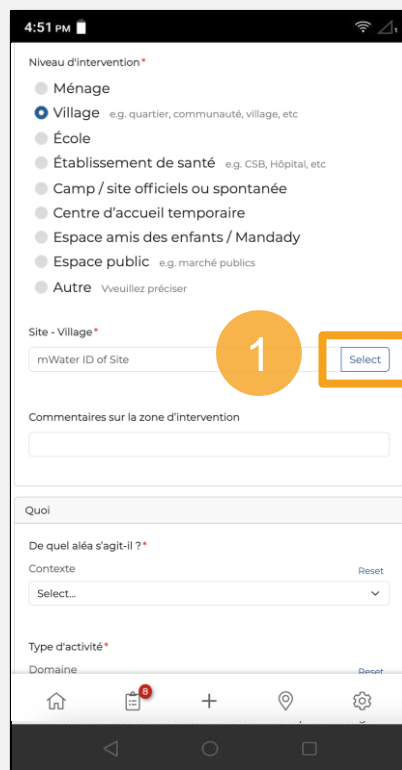 4:51 PM
Niveau d'intervention*
Ménage
Village e.g. quartier, communauté, village, etc
École
Établissement de santé e.g. CSB, Hôpital, etc
Camp / site officiels ou spontanée
Centre d'accueil temporaire
Espace amis des enfants / Mandady
Espace public e.g. marché publics
Autre Vveuillez préciser
Site - Village*
mWater ID of Site
1
Select
Commentaires sur la zone d'intervention
Quoi
De quel aléa s'agit-il ?*
Contexte Reset
Select...
Type d'activité*
Domaine Reset
8